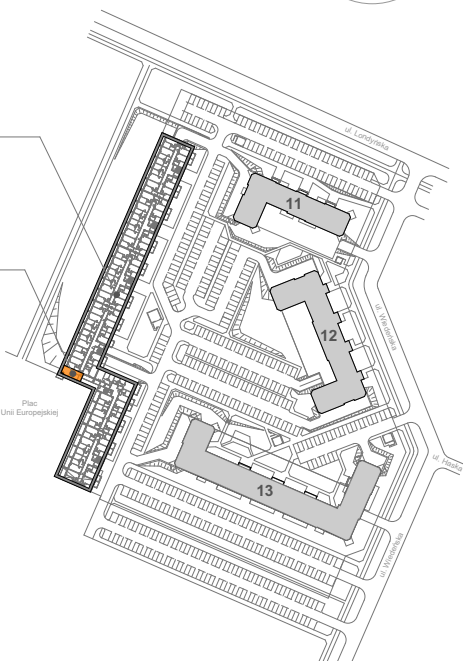 ul. Londyńska
11
ul. Wiedeńska
12
Plac
Unii Europejskiej
ul. Haska
13
ul. Wiedeńska